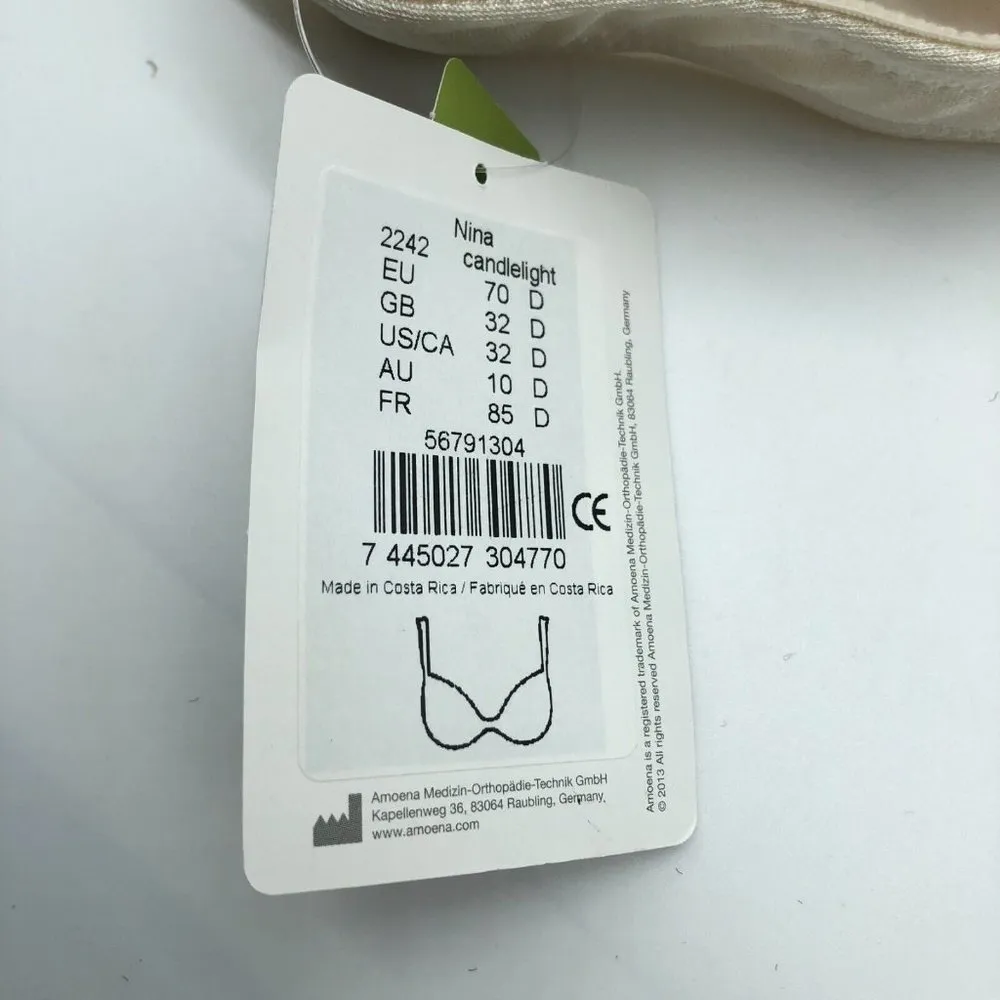 Nina
2242 candlelight
EU 70 D
GB 32 D
US/CA 32 D
AU 10 D
FR 85 D
56791304
CE
7 445027 304770
Made in Costa Rica / Fabriqué en Costa Rica
Amoena Medizin-Orthopädie-Technik GmbH
Kapellenweg 36, 83064 Raubling, Germany,
www.amoena.com
Amoena is a registered trademark of Amoena Medizin-Orthopädie-Technik GmbH.
© 2013 All rights reserved Amoena Medizin-Orthopädie-Technik GmbH, 83064 Raubling, Germany